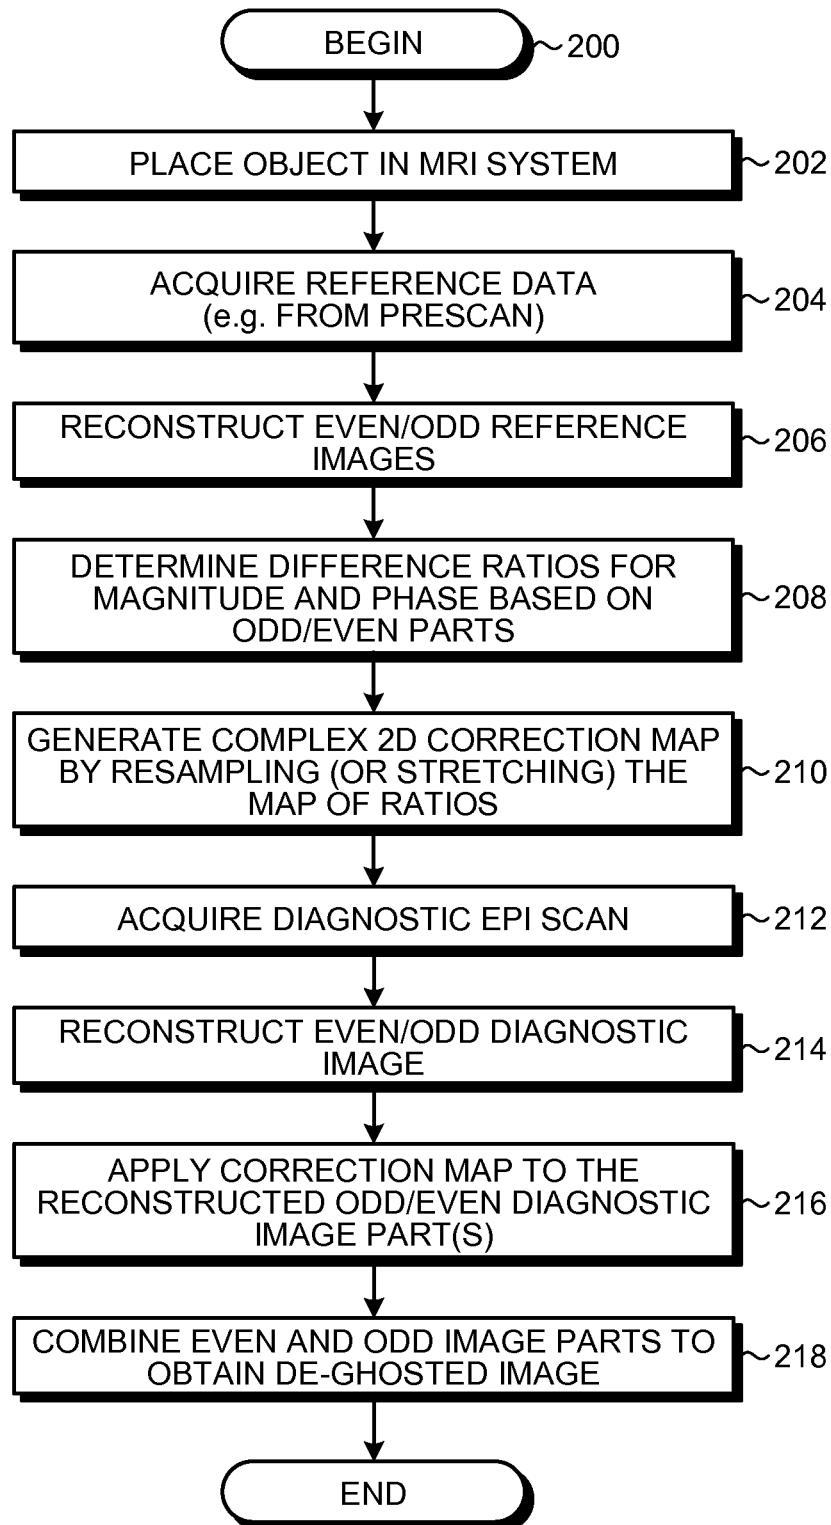 BEGIN
200
PLACE OBJECT IN MRI SYSTEM
202
ACQUIRE REFERENCE DATA
(e.g. FROM PRESCAN)
204
RECONSTRUCT EVEN/ODD REFERENCE
IMAGES
206
DETERMINE DIFFERENCE RATIOS FOR
MAGNITUDE AND PHASE BASED ON
ODD/EVEN PARTS
208
GENERATE COMPLEX 2D CORRECTION MAP
BY RESAMPLING (OR STRETCHING) THE
MAP OF RATIOS
210
ACQUIRE DIAGNOSTIC EPI SCAN
212
RECONSTRUCT EVEN/ODD DIAGNOSTIC
IMAGE
214
APPLY CORRECTION MAP TO THE
RECONSTRUCTED ODD/EVEN DIAGNOSTIC
IMAGE PART(S)
216
COMBINE EVEN AND ODD IMAGE PARTS TO
OBTAIN DE-GHOSTED IMAGE
218
END